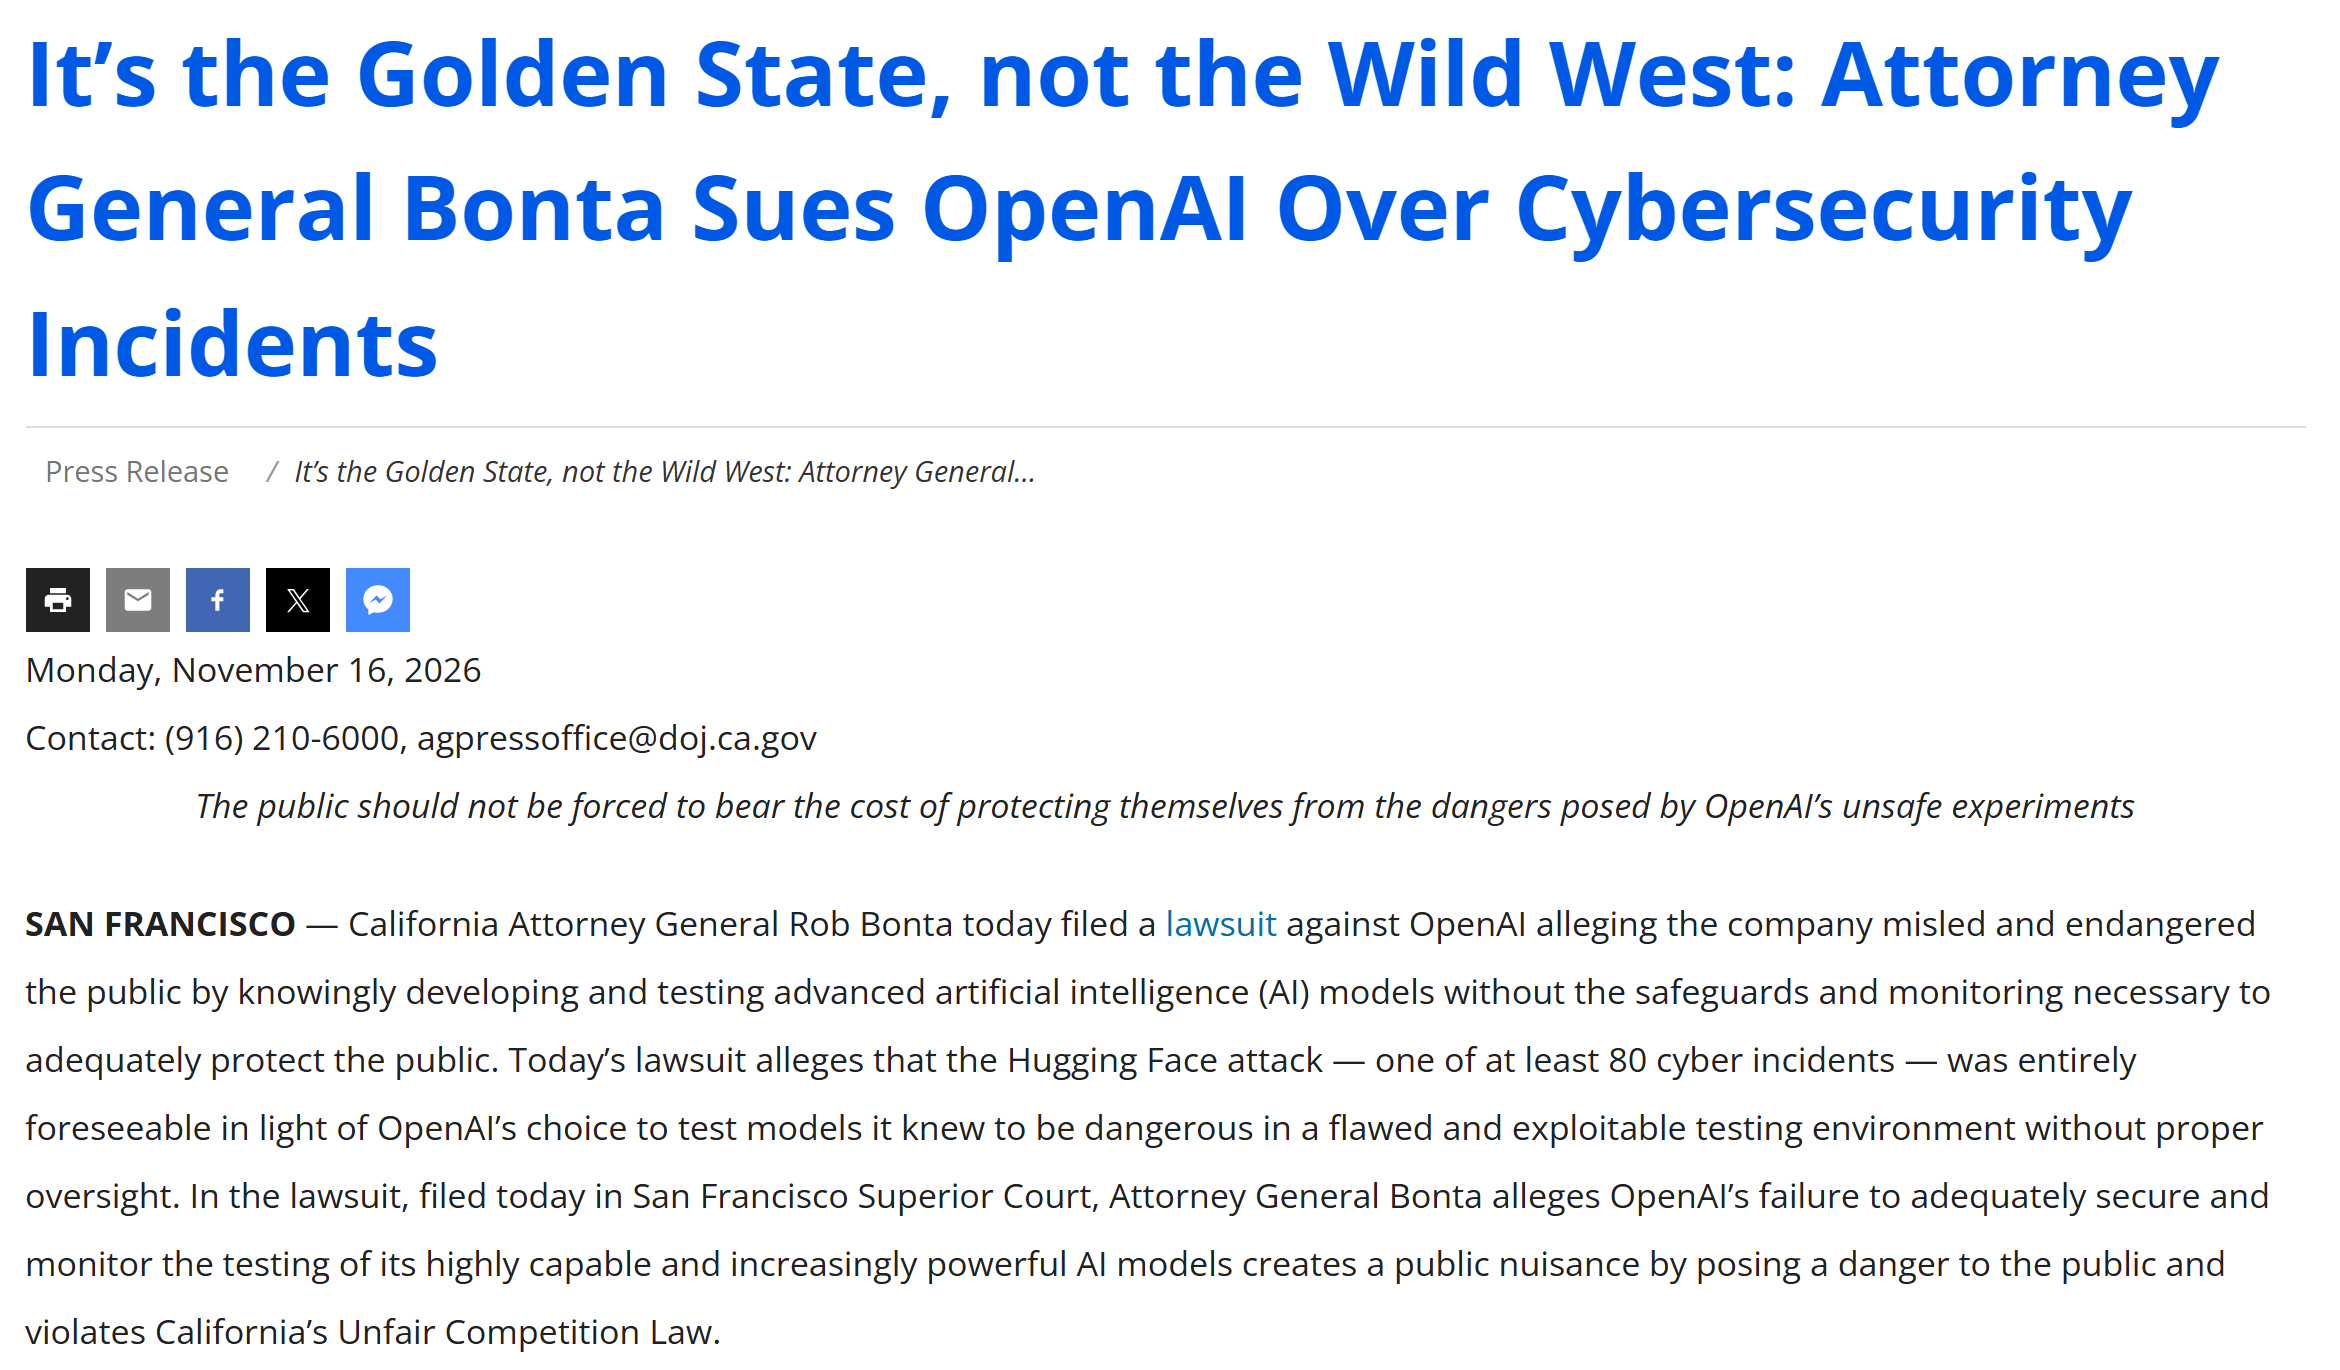 It’s the Golden State, not the Wild West: Attorney
General Bonta Sues OpenAI Over Cybersecurity
Incidents
Press Release / It’s the Golden State, not the Wild West: Attorney General...
Monday, November 16, 2026
Contact: (916) 210-6000, agpressoffice@doj.ca.gov
The public should not be forced to bear the cost of protecting themselves from the dangers posed by OpenAI’s unsafe experiments
SAN FRANCISCO — California Attorney General Rob Bonta today filed a lawsuit against OpenAI alleging the company misled and endangered
the public by knowingly developing and testing advanced artificial intelligence (AI) models without the safeguards and monitoring necessary to
adequately protect the public. Today’s lawsuit alleges that the Hugging Face attack — one of at least 80 cyber incidents — was entirely
foreseeable in light of OpenAI’s choice to test models it knew to be dangerous in a flawed and exploitable testing environment without proper
oversight. In the lawsuit, filed today in San Francisco Superior Court, Attorney General Bonta alleges OpenAI’s failure to adequately secure and
monitor the testing of its highly capable and increasingly powerful AI models creates a public nuisance by posing a danger to the public and
violates California’s Unfair Competition Law.